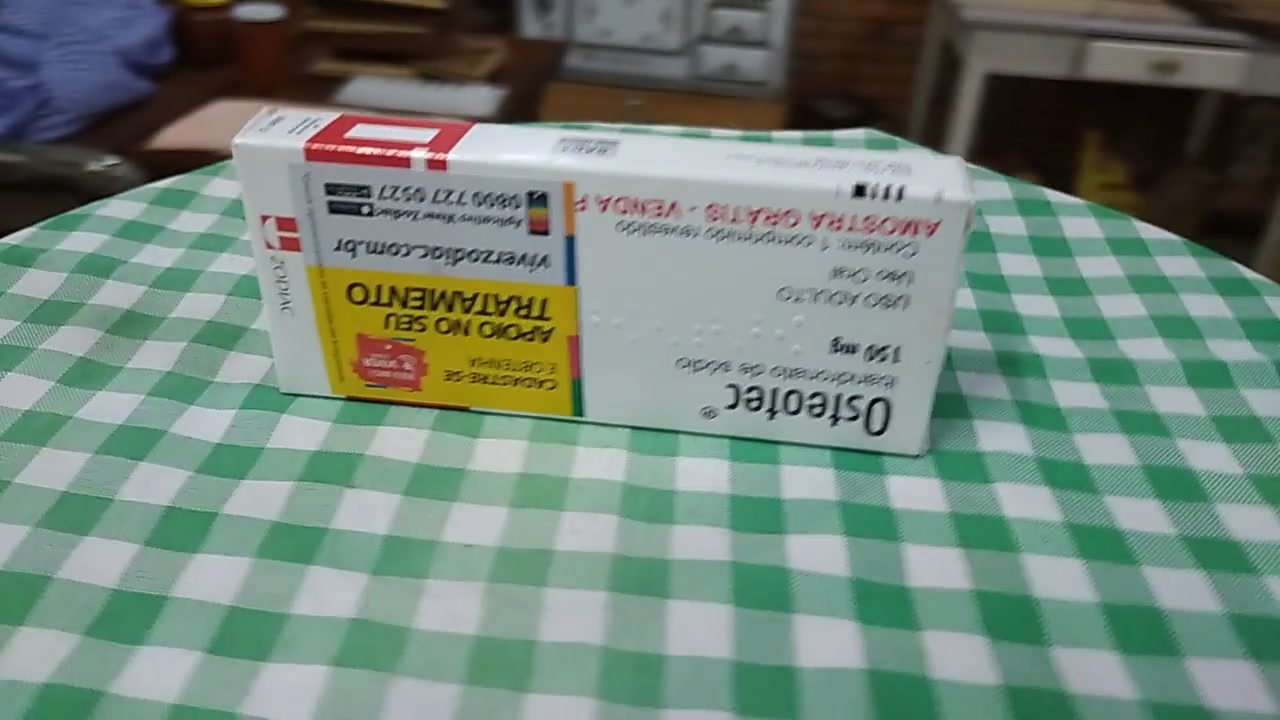 Osteotec®
ibandronato de sódio
150 mg
USO ADULTO
Uso Oral
Contém: 1 comprimido revestido
AMOSTRA GRÁTIS - VENDA P
CADASTRE-SE
E OBTENHA
APOIO NO SEU
TRATAMENTO
viverzodiac.com.br
Aplicativo Viver Zodiac
0800 727 0527
ZODIAC